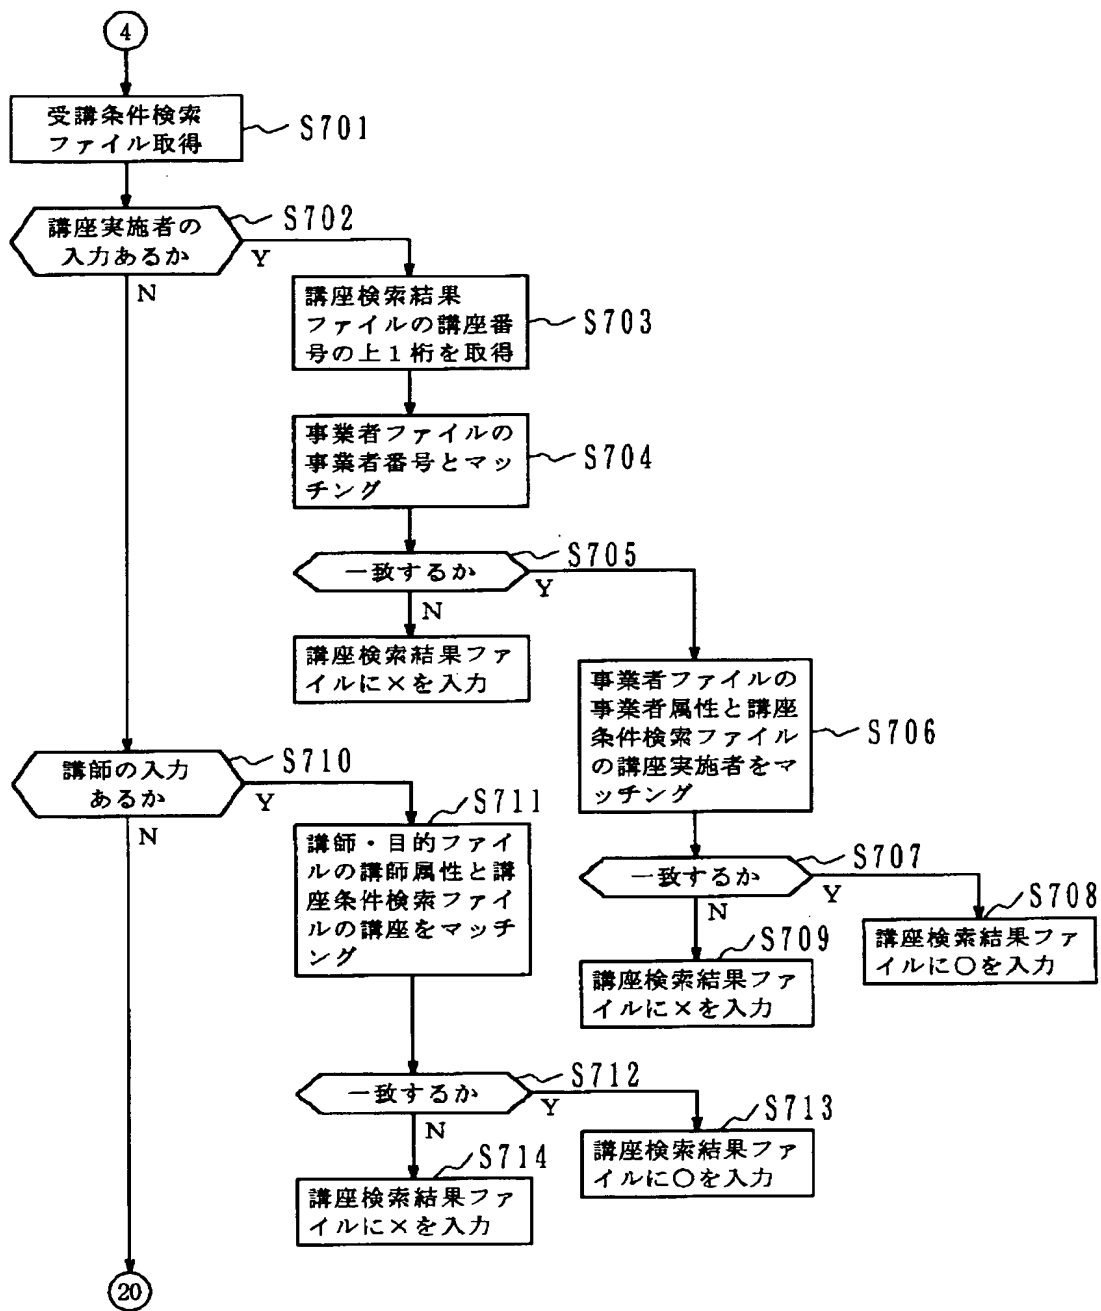 4
受講条件検索
ファイル取得
S701
講座実施者の
入力あるか
S702
Y
N
講座検索結果
ファイルの講座番
号の上1桁を取得
S703
事業者ファイルの
事業者番号とマッ
チング
S704
一致するか
S705
Y
N
講座検索結果ファ
イルに×を入力
事業者ファイルの
事業者属性と講座
条件検索ファイル
の講座実施者をマ
ッチング
S706
一致するか
S707
Y
N
S708
講座検索結果ファ
イルに○を入力
S709
講座検索結果ファ
イルに×を入力
講師の入力
あるか
S710
Y
N
S711
講師・目的ファイ
ルの講師属性と講
座条件検索ファイ
ルの講座をマッチ
ング
一致するか
S712
Y
N
S713
講座検索結果ファ
イルに○を入力
S714
講座検索結果ファ
イルに×を入力
20